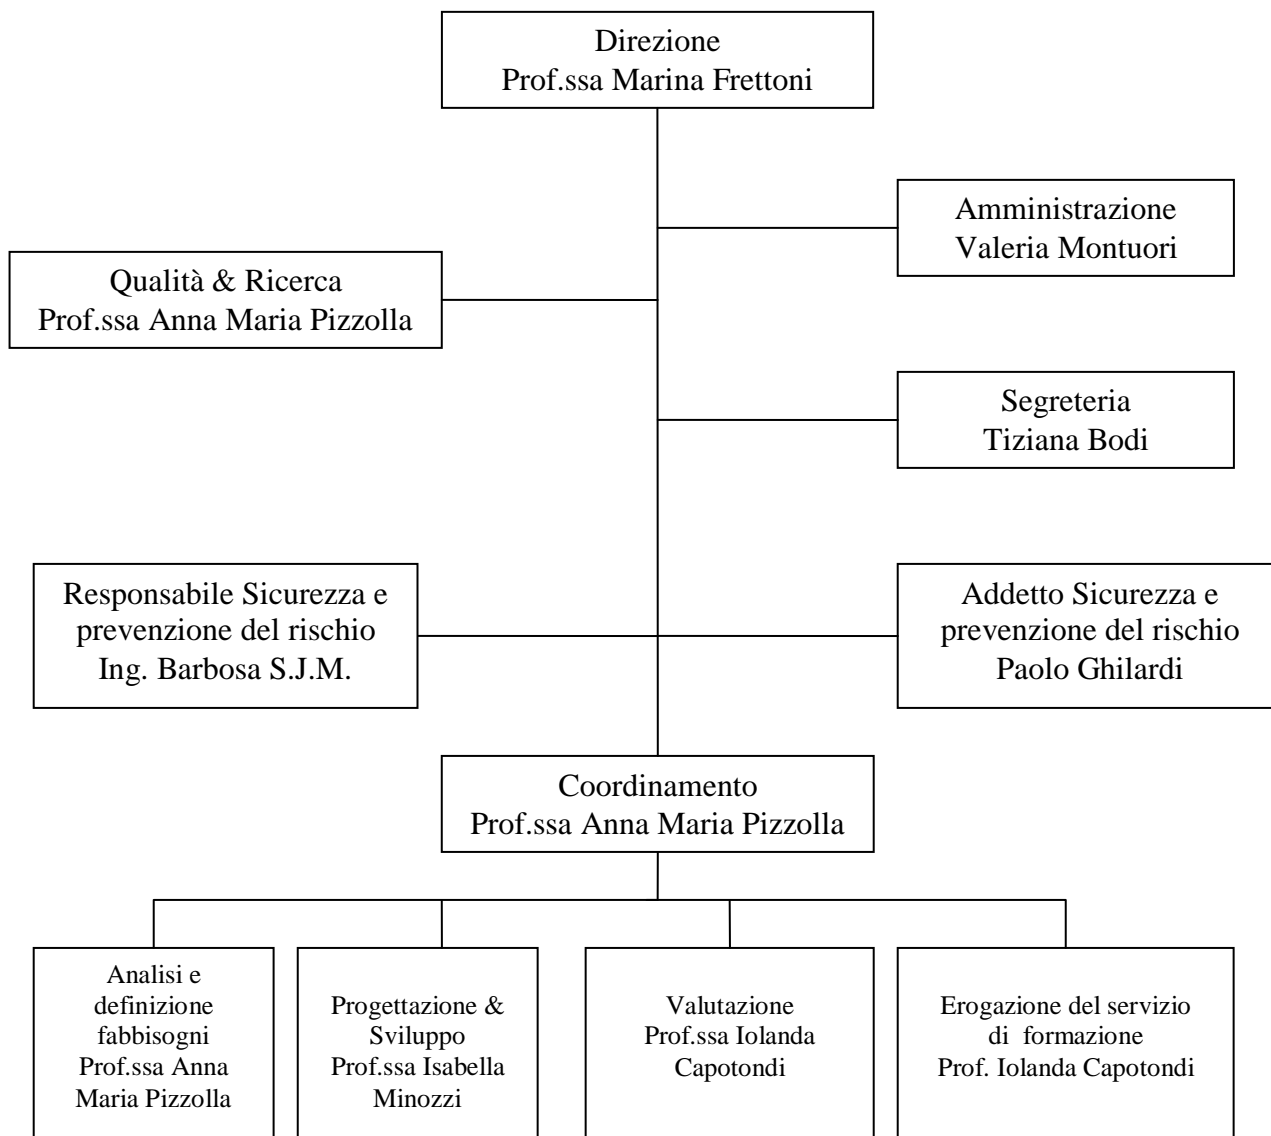 Direzione
Prof.ssa Marina Frettoni
Amministrazione
Valeria Montuori
Qualità & Ricerca
Prof.ssa Anna Maria Pizzolla
Segreteria
Tiziana Bodi
Responsabile Sicurezza e
prevenzione del rischio
Ing. Barbosa S.J.M.
Addetto Sicurezza e
prevenzione del rischio
Paolo Ghilardi
Coordinamento
Prof.ssa Anna Maria Pizzolla
Analisi e
definizione
fabbisogni
Prof.ssa Anna
Maria Pizzolla
Progettazione &
Sviluppo
Prof.ssa Isabella
Minozzi
Valutazione
Prof.ssa Iolanda
Capotondi
Erogazione del servizio
di formazione
Prof. Iolanda Capotondi